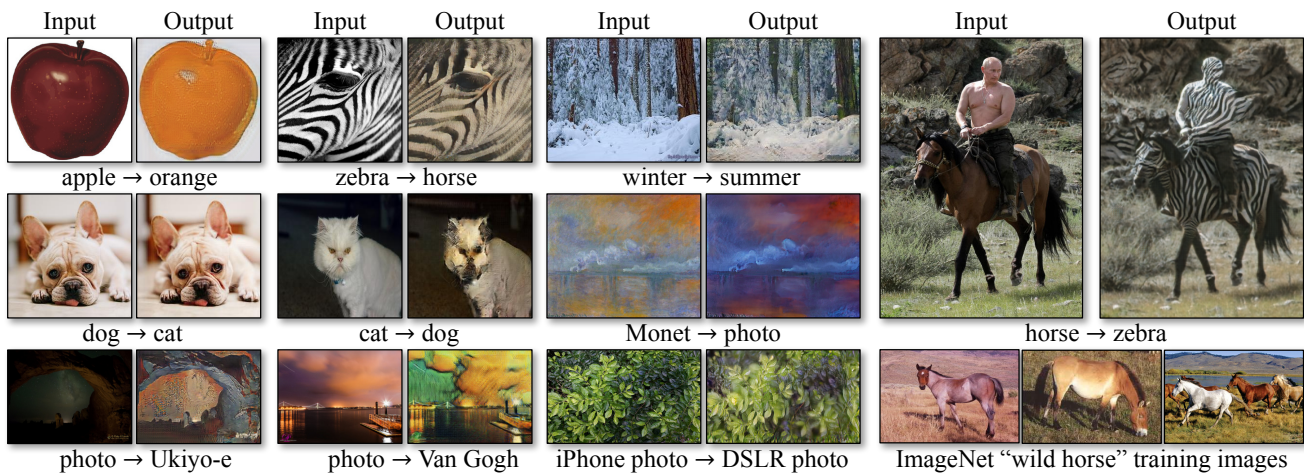 Input Output Input Output Input Output Input Output
apple → orange zebra → horse winter → summer
dog → cat cat → dog Monet → photo horse → zebra
photo → Ukiyo-e photo → Van Gogh iPhone photo → DSLR photo ImageNet “wild horse” training images